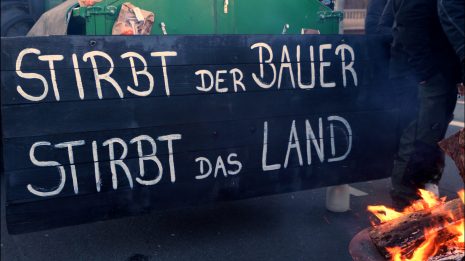 STIRBT DER BAUER
STIRBT DAS LAND